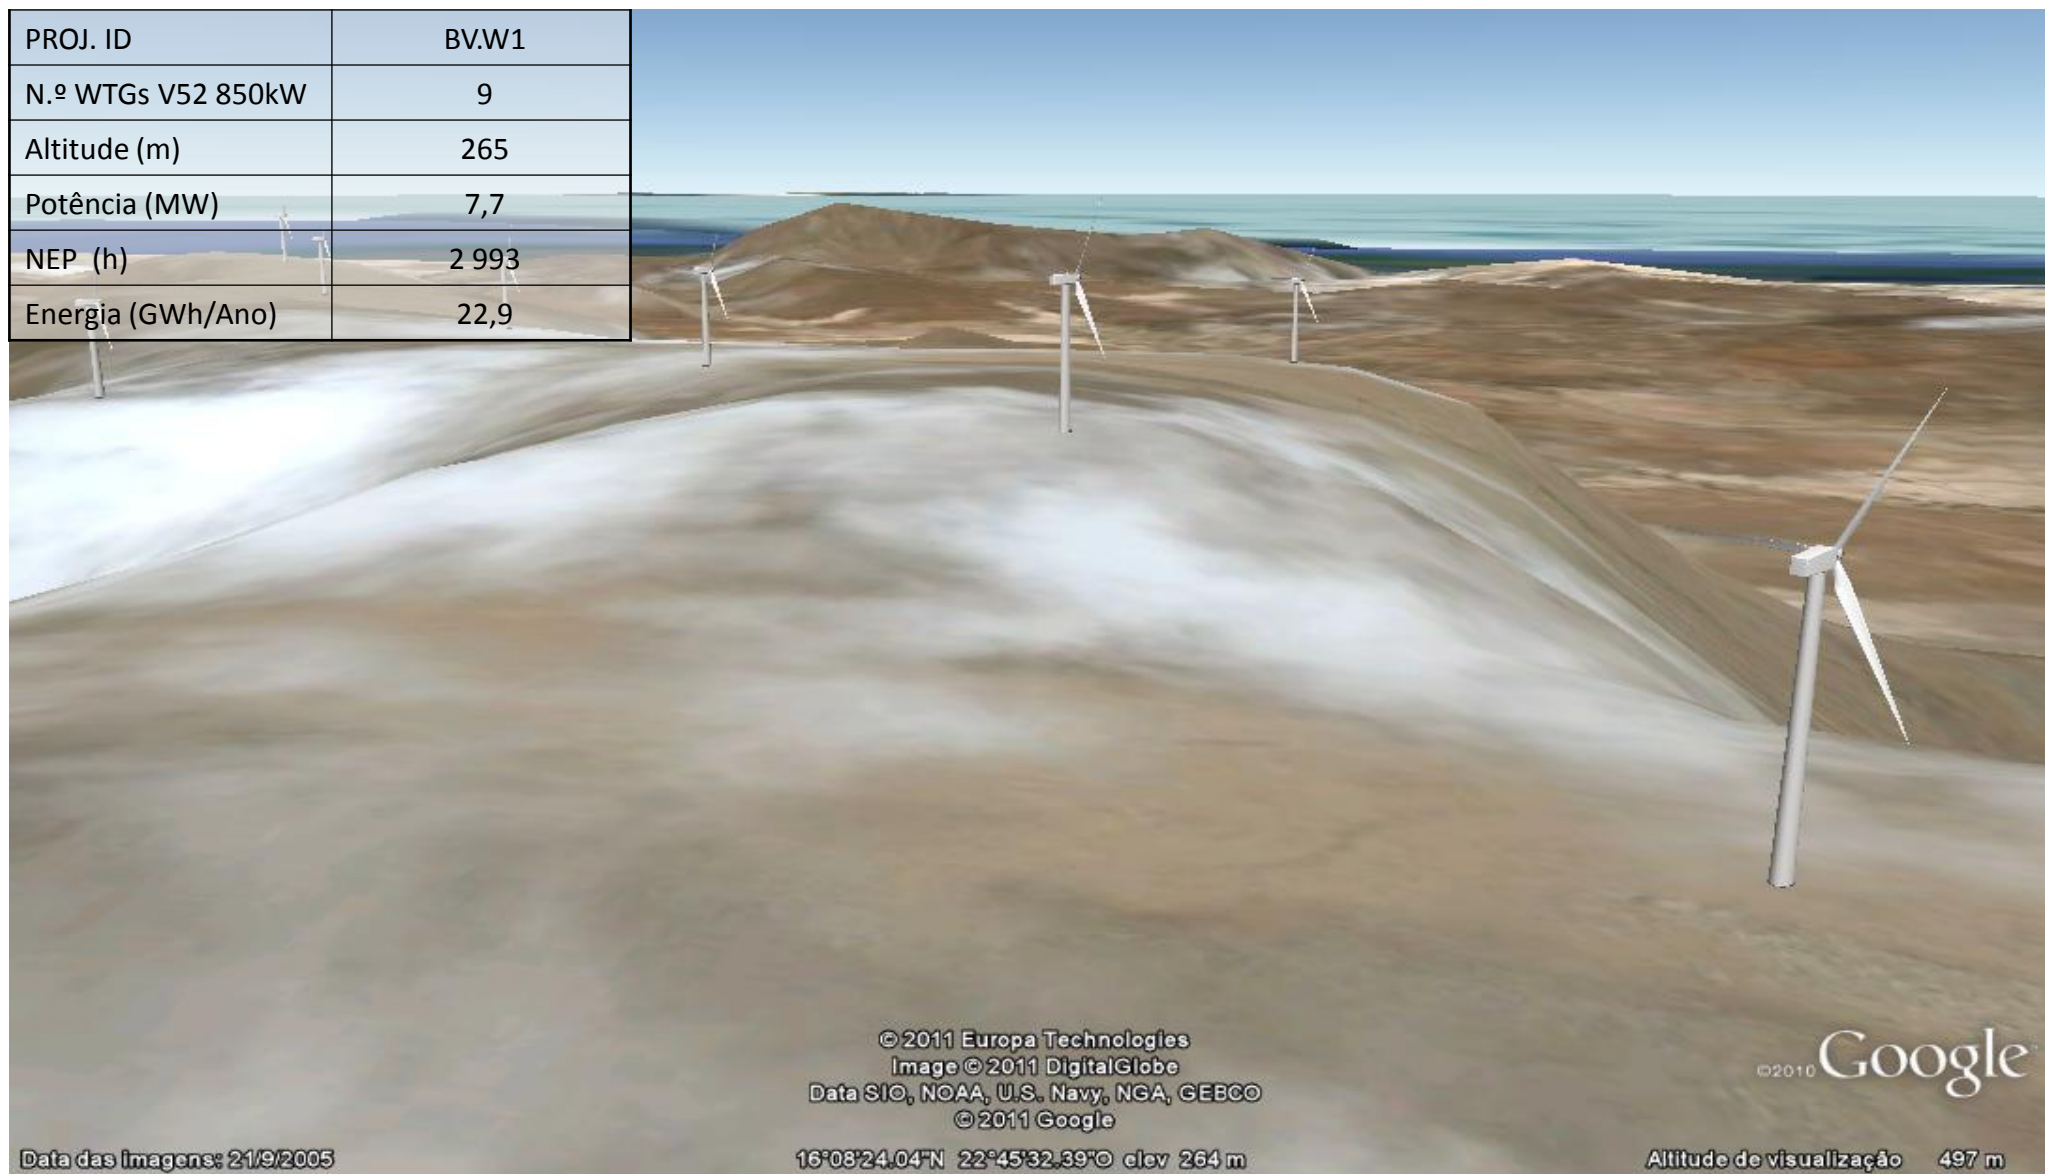 PROJ. ID BV.W1
N.º WTGs V52 850kW 9
Altitude (m) 265
Potência (MW) 7,7
NEP (h) 2 993
Energia (GWh/Ano) 22,9
© 2011 Europa Technologies
Image © 2011 DigitalGlobe
Data SIO, NOAA, U.S. Navy, NGA, GEBCO
© 2011 Google
©2010 Google
Data das imagens: 21/9/2005 16°08'24.04"N 22°45'32.39"O elev 264 m Altitude de visualização 497 m